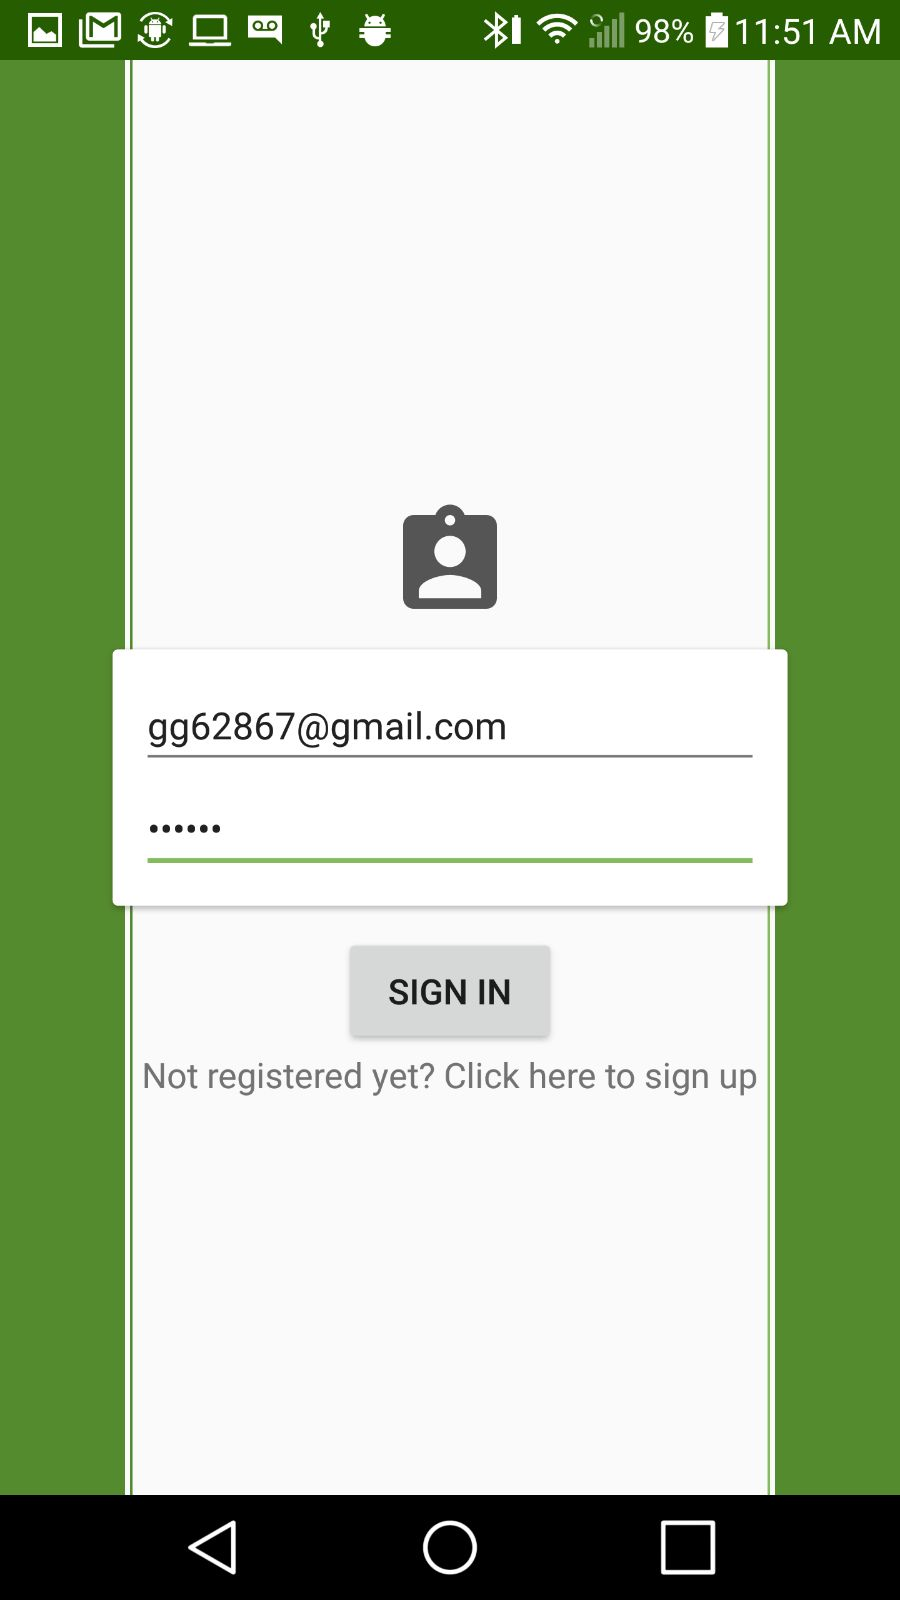 98% 11:51 AM
gg62867@gmail.com
••••••
SIGN IN
Not registered yet? Click here to sign up